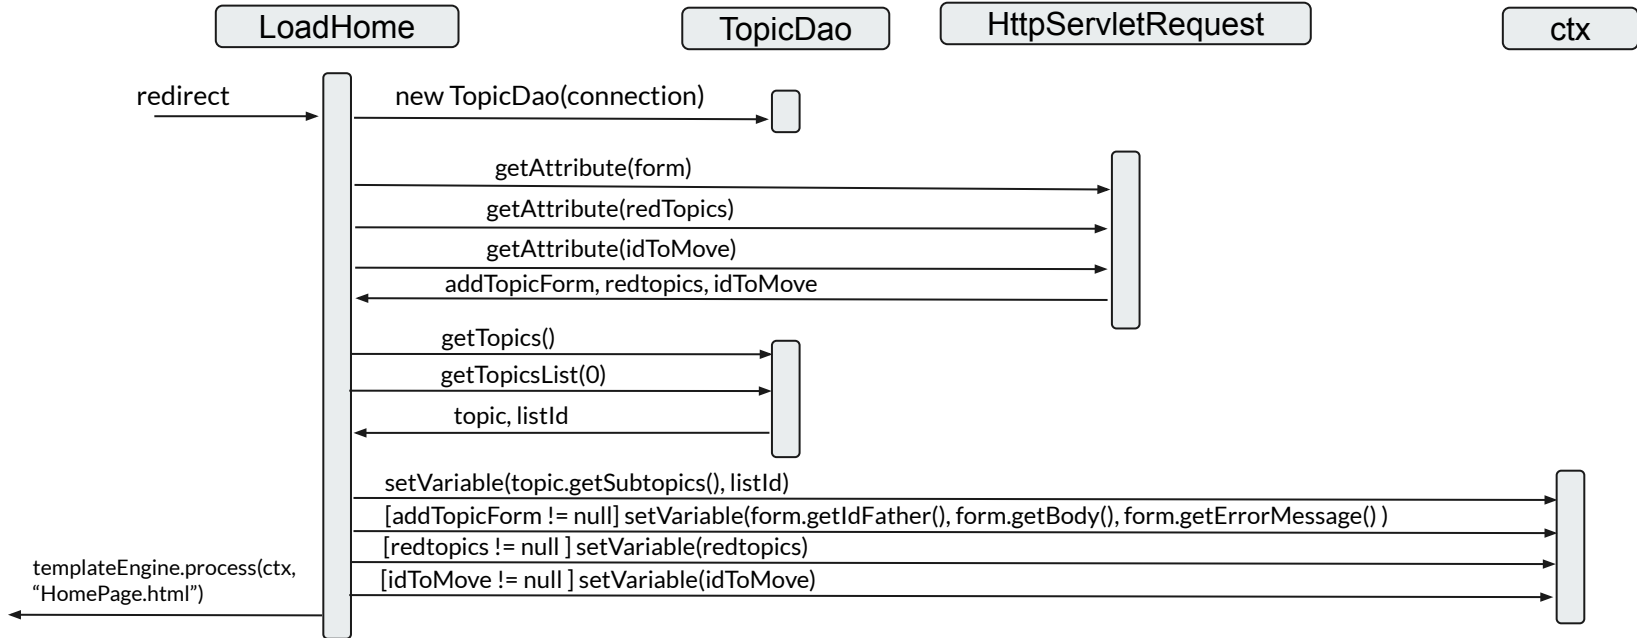 LoadHome
TopicDao
HttpServletRequest
ctx
redirect
new TopicDao(connection)
getAttribute(form)
getAttribute(redTopics)
getAttribute(idToMove)
addTopicForm, redtopics, idToMove
getTopics()
getTopicsList(0)
topic, listId
setVariable(topic.getSubtopics(), listId)
[addTopicForm != null] setVariable(form.getIdFather(), form.getBody(), form.getErrorMessage() )
[redtopics != null ] setVariable(redtopics)
[idToMove != null ] setVariable(idToMove)
templateEngine.process(ctx,
“HomePage.html”)